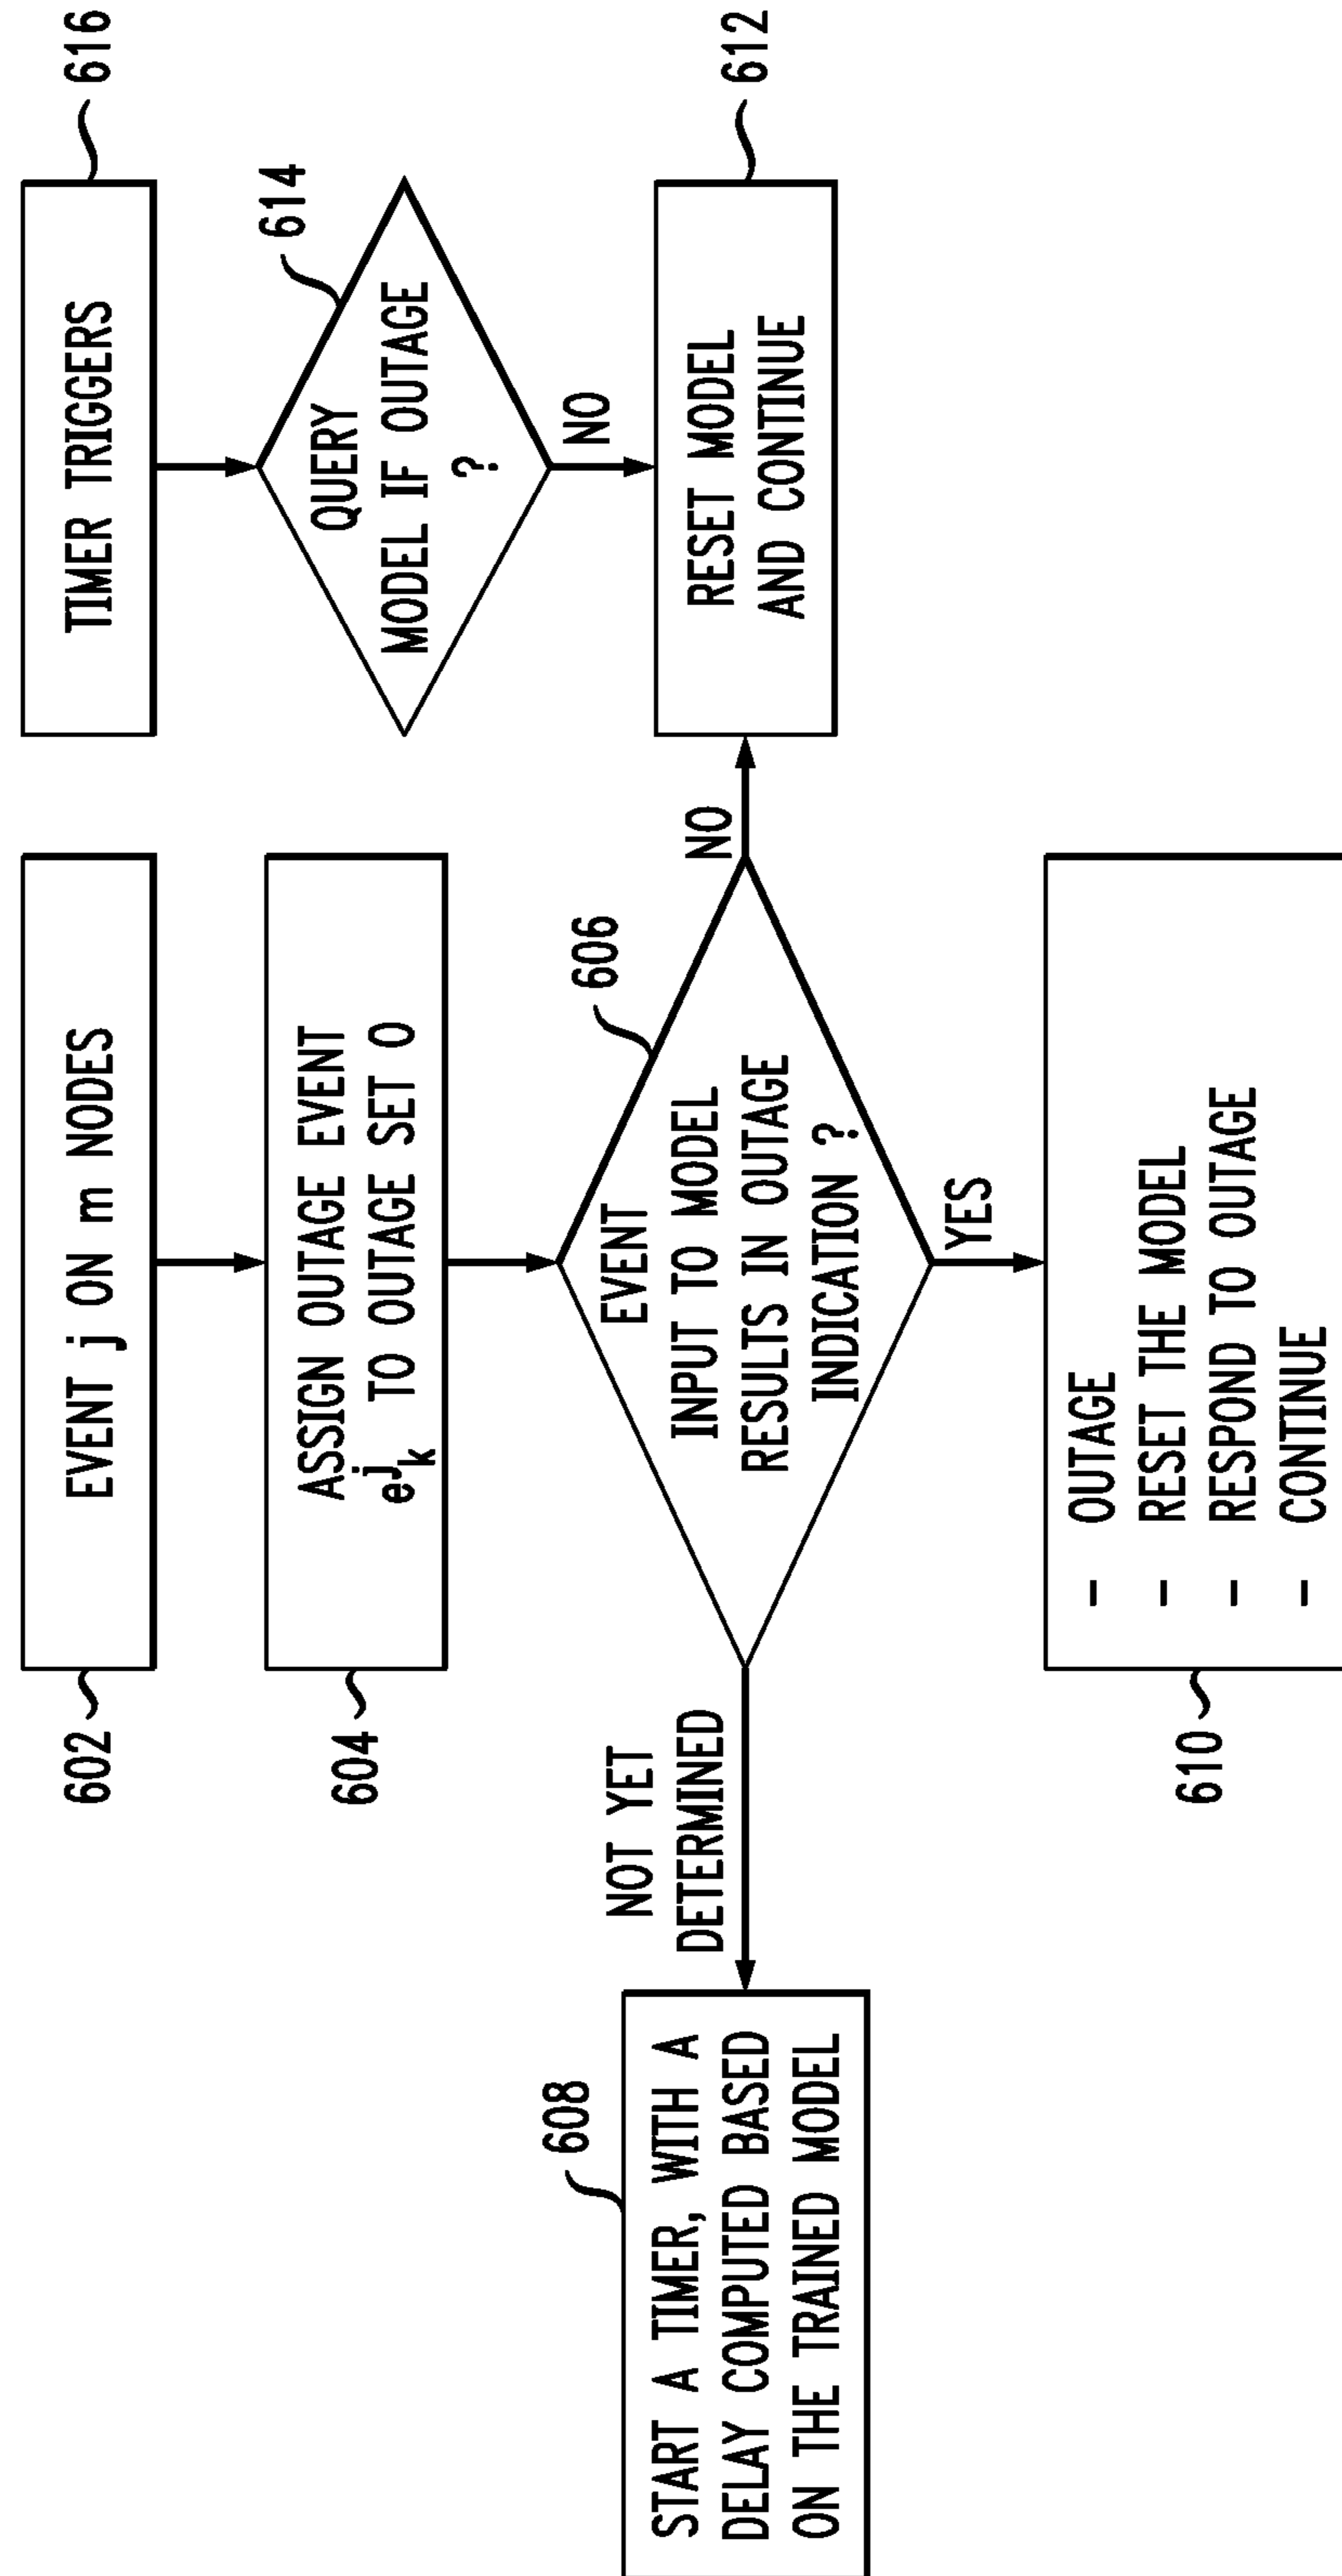 602
EVENT j ON m NODES
604
ASSIGN OUTAGE EVENT
e^j_k TO OUTAGE SET O
606
EVENT
INPUT TO MODEL
RESULTS IN OUTAGE
INDICATION ?
NOT YET
DETERMINED
608
START A TIMER, WITH A
DELAY COMPUTED BASED
ON THE TRAINED MODEL
YES
610
- OUTAGE
- RESET THE MODEL
- RESPOND TO OUTAGE
- CONTINUE
NO
TIMER TRIGGERS
616
614
QUERY
MODEL IF OUTAGE
?
NO
RESET MODEL
AND CONTINUE
612